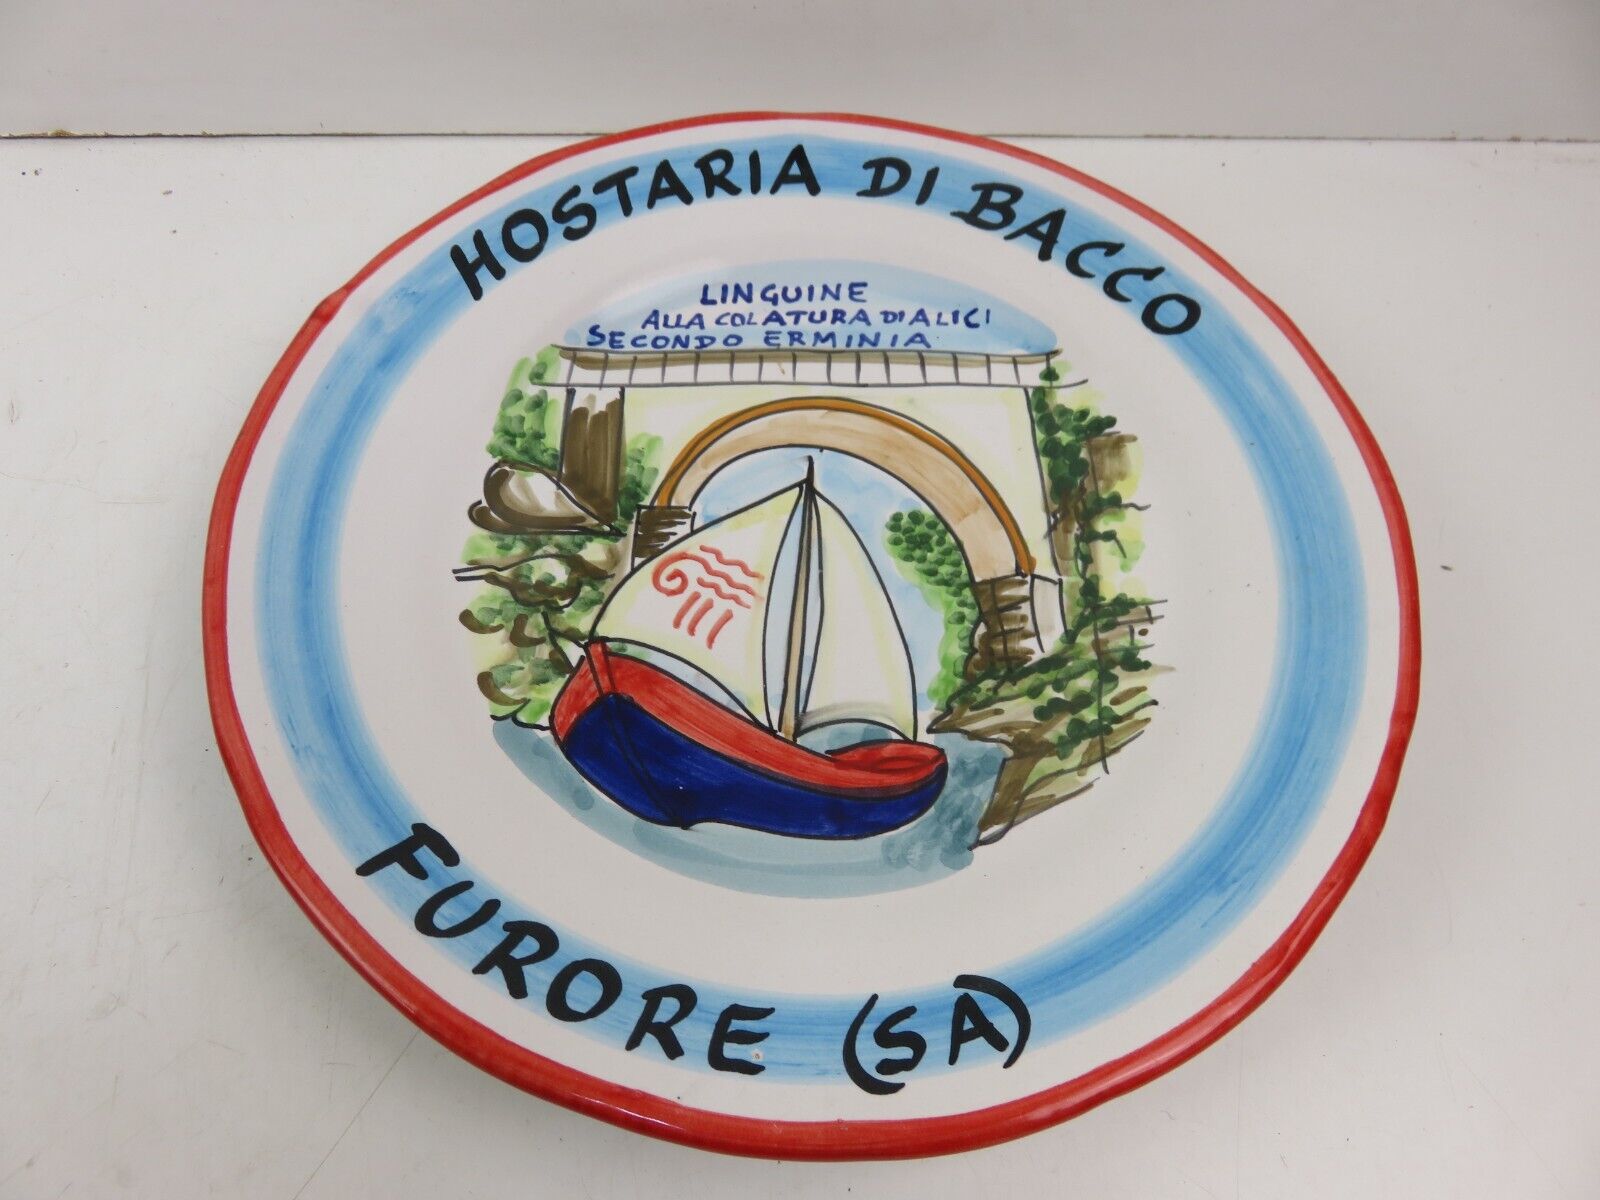 HOSTARIA DI BACCO
LINGUINE
ALLA COLATURA DI ALICI
SECONDO ERMINIA
FURORE (SA)